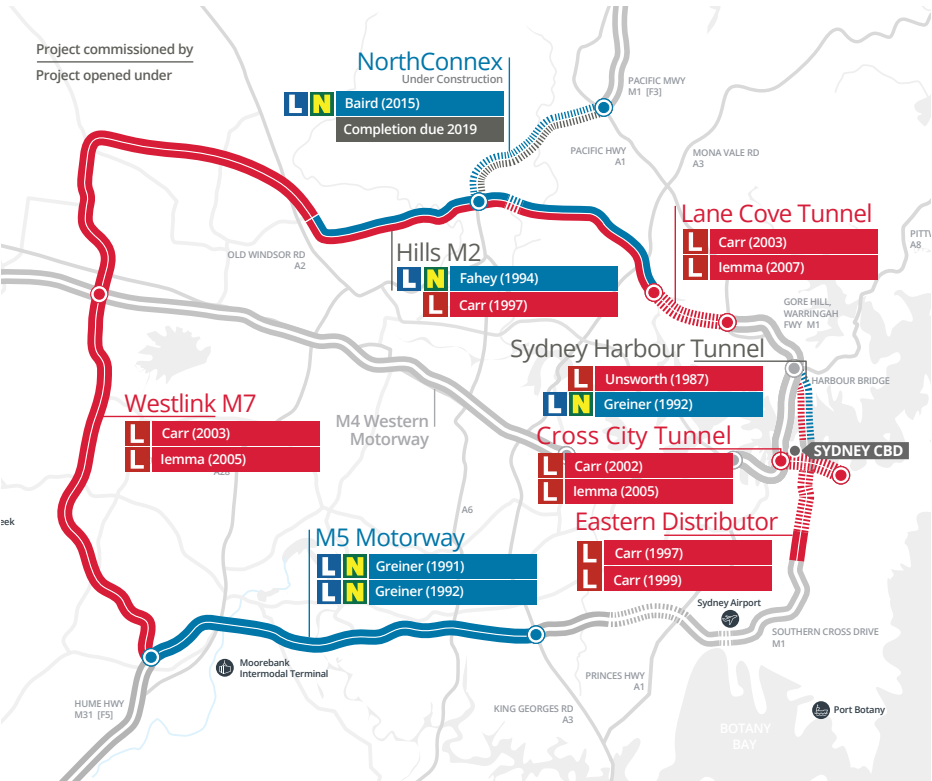 Project commissioned by
Project opened under
NorthConnex
Under Construction
L N Baird (2015)
Completion due 2019
PACIFIC MWY
M1 [F3]
PACIFIC HWY
A1
MONA VALE RD
A3
Lane Cove Tunnel
L Carr (2003)
L Iemma (2007)
PITTW
A8
OLD WINDSOR RD
A2
Hills M2
L N Fahey (1994)
L Carr (1997)
GORE HILL,
WARRINGAH
FWY M1
Sydney Harbour Tunnel
L Unsworth (1987)
L N Greiner (1992)
HARBOUR BRIDGE
Westlink M7
L Carr (2003)
L Iemma (2005)
M4 Western
Motorway
Cross City Tunnel
L Carr (2002)
L Iemma (2005)
SYDNEY CBD
eek
A6
Eastern Distributor
L Carr (1997)
L Carr (1999)
M5 Motorway
L N Greiner (1991)
L N Greiner (1992)
Sydney Airport
SOUTHERN CROSS DRIVE
M1
Moorebank
Intermodal Terminal
PRINCES HWY
A1
HUME HWY
M31 [F5]
KING GEORGES RD
A3
Port Botany
BOTANY
BAY